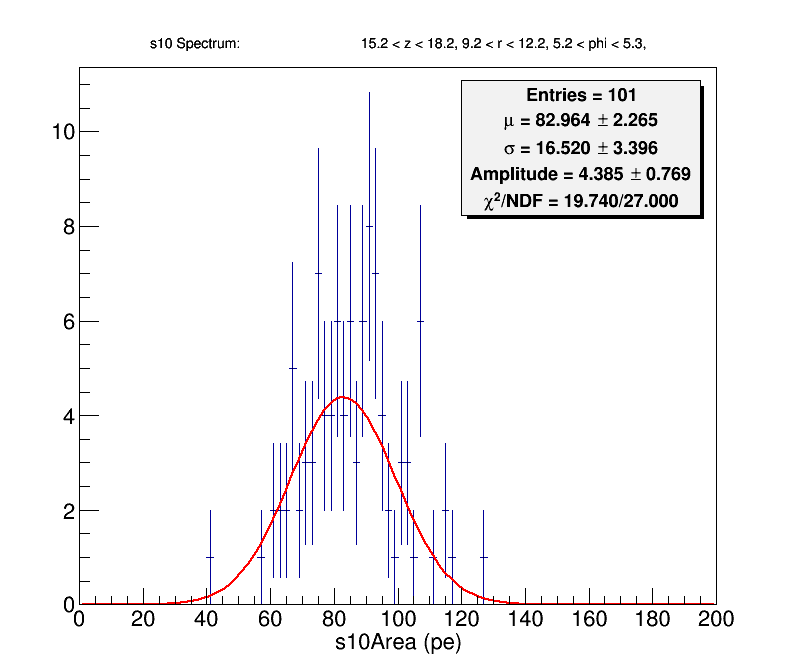 s10 Spectrum: 15.2 < z < 18.2, 9.2 < r < 12.2, 5.2 < phi < 5.3,
Entries = 101
μ = 82.964 ± 2.265
σ = 16.520 ± 3.396
Amplitude = 4.385 ± 0.769
χ²/NDF = 19.740/27.000
10
8
6
4
2
0
0 20 40 60 80 100 120 140 160 180 200
s10Area (pe)